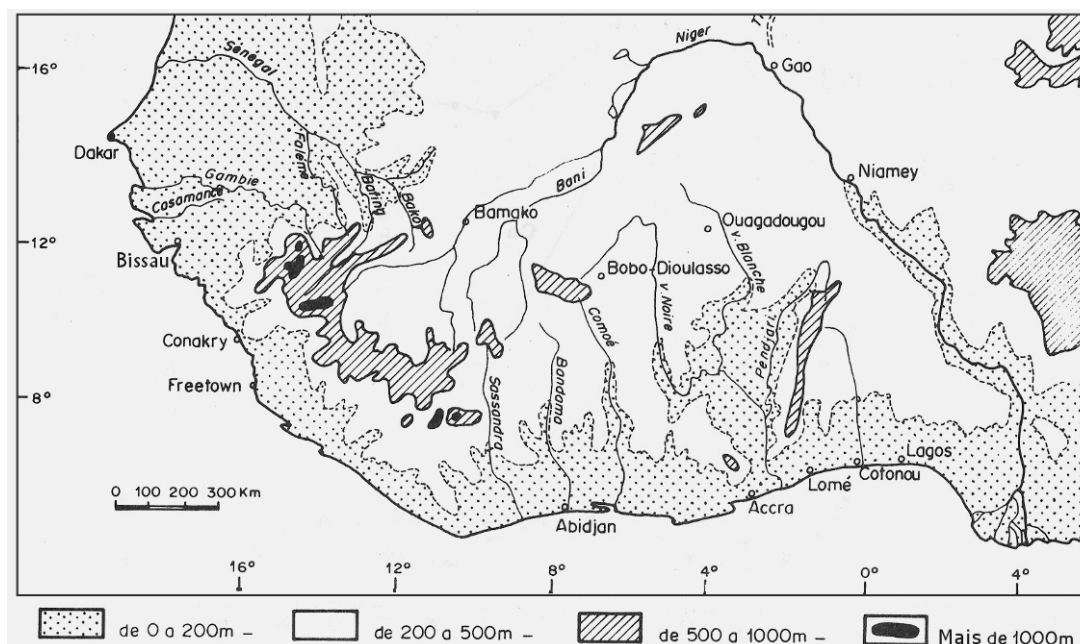 Niger
T
16°
Sénégal
Gao
Dakar
Falémé
Bafing
Bakoy
Bani
Niamey
Gambie
Casamance
Bamako
Ouagadougou
12°
Bissau
v. Blanche
Bobo-Dioulasso
v. Noire
Comoé
Pendjari
Conakry
Freetown
8°
Sassandra
Bandama
Lagos
Cotonou
Lomé
Accra
Abidjan
0 100 200 300 Km
16° 12° 8° 4° 0° 4°
de 0 a 200m - de 200 a 500m - de 500 a 1000m - Mais de 1000m